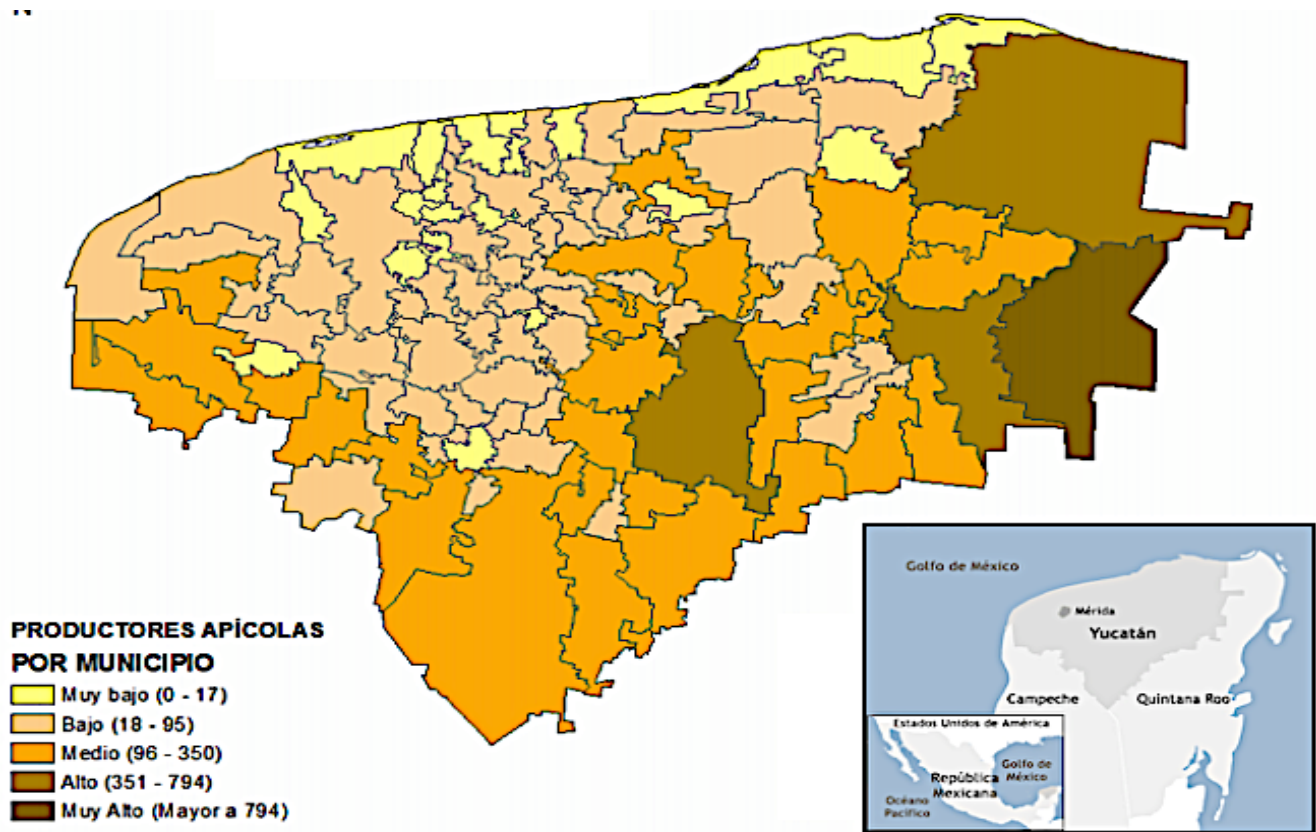 PRODUCTORES APÍCOLAS
POR MUNICIPIO
Muy bajo (0 - 17)
Bajo (18 - 95)
Medio (96 - 350)
Alto (351 - 794)
Muy Alto (Mayor a 794)
Golfo de México
Mérida
Yucatán
Campeche
Quintana Roo
Estados Unidos de América
Golfo de
México
República
Mexicana
Océano
Pacífico